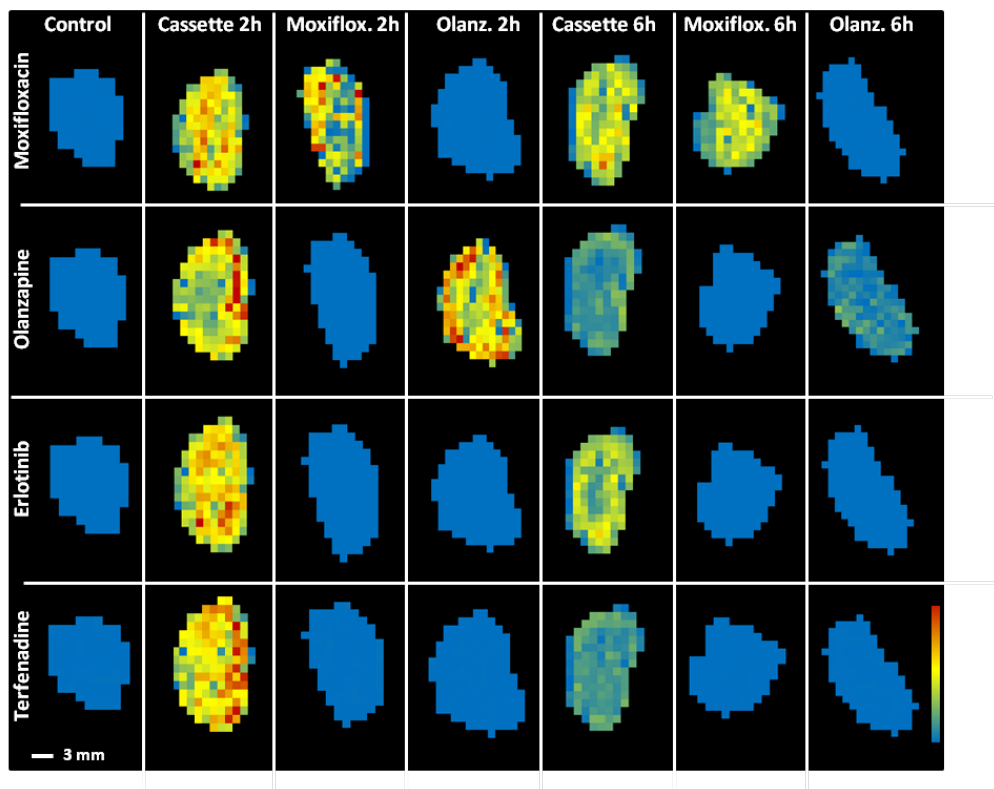 Control Cassette 2h Moxiflox. 2h Olanz. 2h Cassette 6h Moxiflox. 6h Olanz. 6h
Moxifloxacin
Olanzapine
Erlotinib
Terfenadine
3 mm